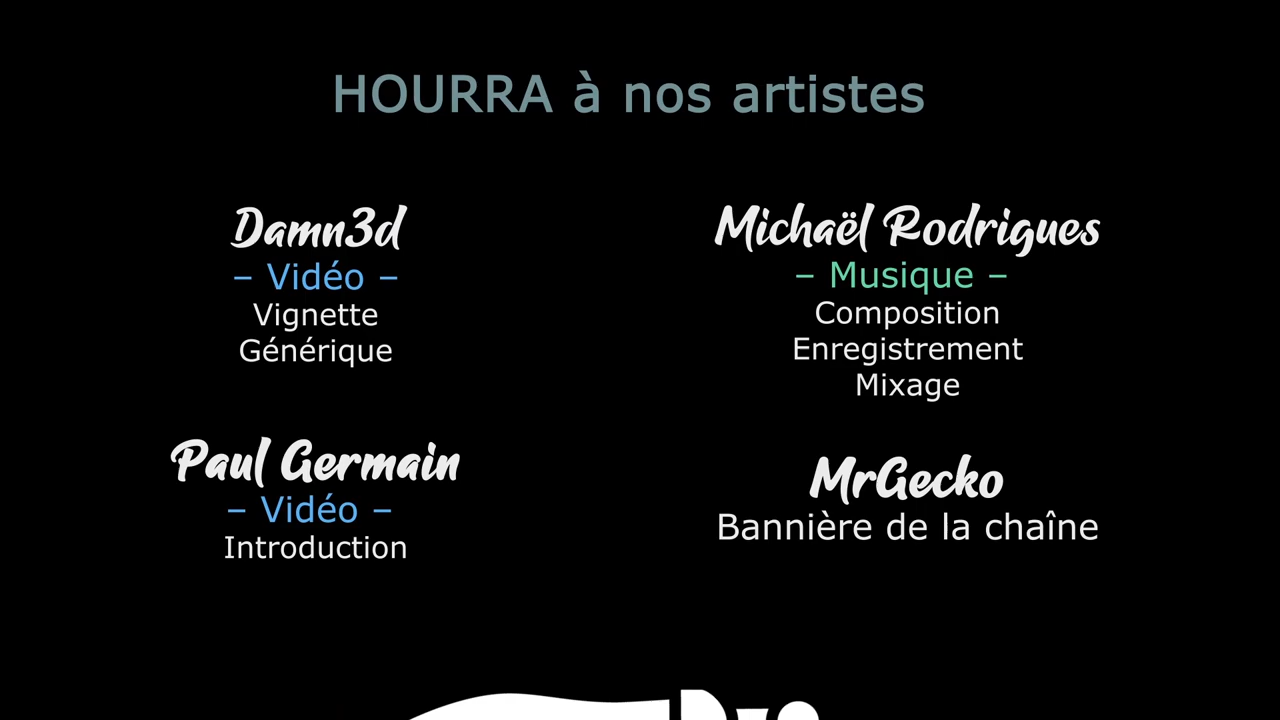 HOURRA à nos artistes
Damn3d
– Vidéo –
Vignette
Générique
Michaël Rodrigues
– Musique –
Composition
Enregistrement
Mixage
Paul Germain
– Vidéo –
Introduction
MrGecko
Bannière de la chaîne